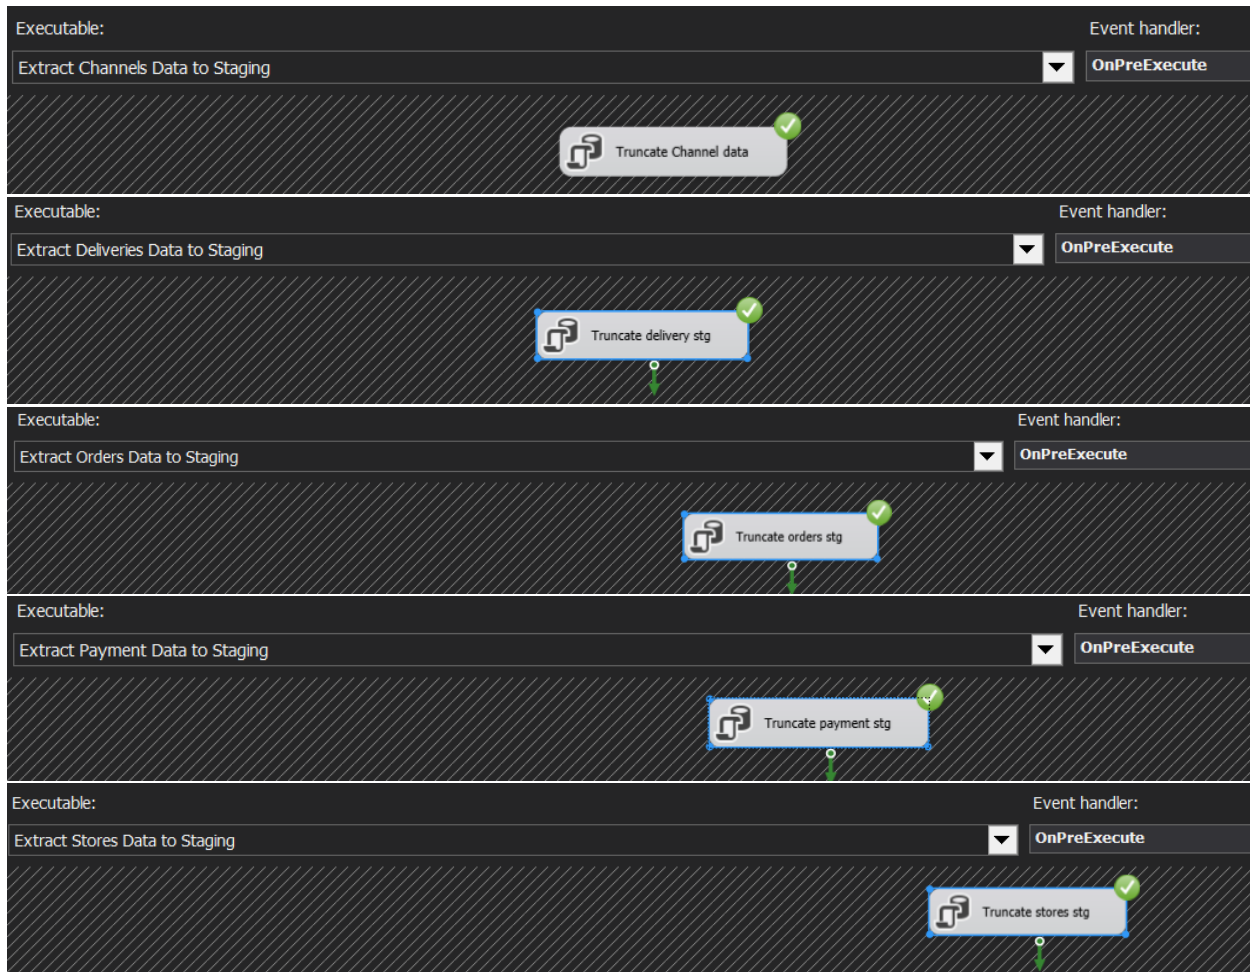 Executable:
Event handler:
Extract Channels Data to Staging
OnPreExecute
Truncate Channel data
Executable:
Event handler:
Extract Deliveries Data to Staging
OnPreExecute
Truncate delivery stg
Executable:
Event handler:
Extract Orders Data to Staging
OnPreExecute
Truncate orders stg
Executable:
Event handler:
Extract Payment Data to Staging
OnPreExecute
Truncate payment stg
Executable:
Event handler:
Extract Stores Data to Staging
OnPreExecute
Truncate stores stg